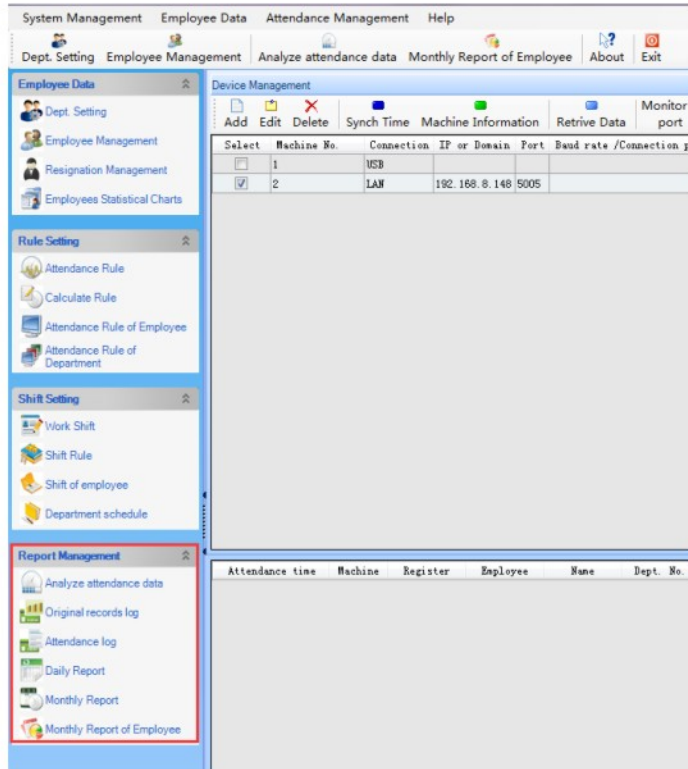 System Management Employee Data Attendance Management Help
Dept. Setting Employee Management Analyze attendance data Monthly Report of Employee About Exit
Employee Data
Dept. Setting
Employee Management
Resignation Management
Employees Statistical Charts
Rule Setting
Attendance Rule
Calculate Rule
Attendance Rule of Employee
Attendance Rule of
Department
Shift Setting
Work Shift
Shift Rule
Shift of employee
Department schedule
Report Management
Analyze attendance data
Original records log
Attendance log
Daily Report
Monthly Report
Monthly Report of Employee
Device Management
Add Edit Delete Synch Time Machine Information Retrive Data Monitor
port
Select Machine No. Connection IP or Domain Port Baud rate /Connection p
1 USB
2 LAN 192.168.8.148 5005
Attendance time Machine Register Employee Name Dept. No.